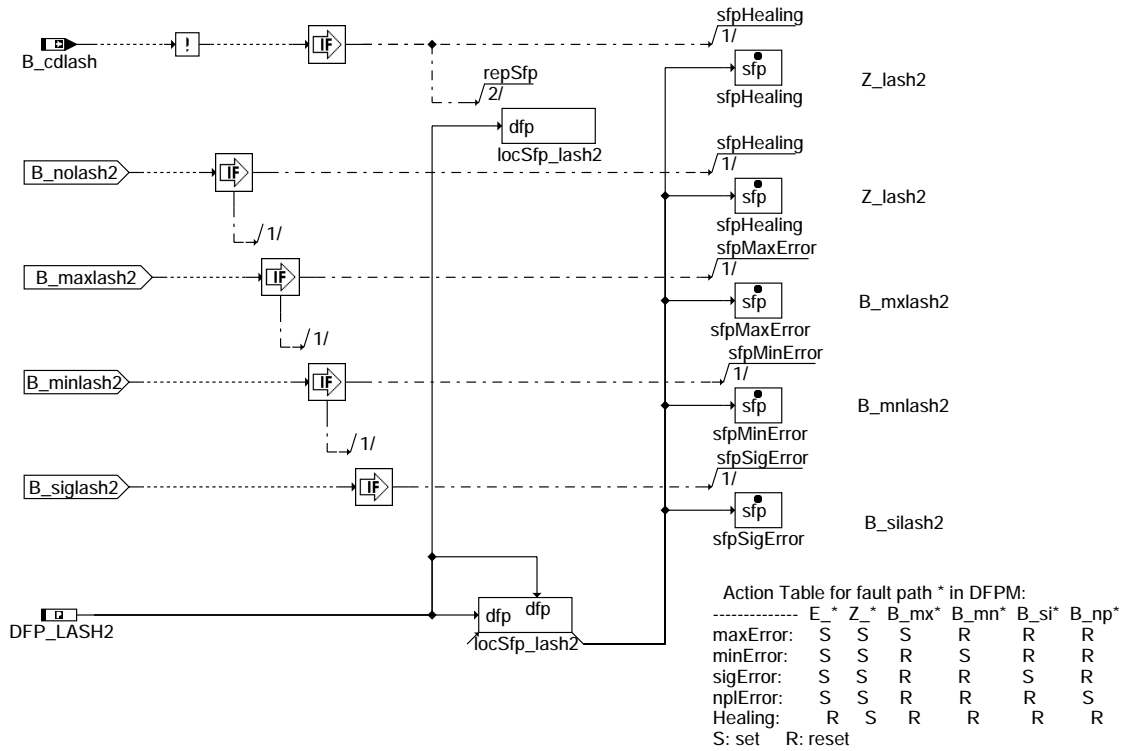 sfpHealing
1/
B_cdlash
!
IF
repSfp
2/
sfp
sfpHealing
Z_lash2
dfp
locSfp_lash2
sfpHealing
1/
B_nolash2
IF
sfp
sfpHealing
Z_lash2
1/
sfpMaxError
1/
B_maxlash2
IF
sfp
sfpMaxError
B_mxlash2
1/
sfpMinError
1/
B_minlash2
IF
sfp
sfpMinError
B_mnlash2
1/
sfpSigError
1/
B_siglash2
IF
sfp
sfpSigError
B_silash2
DFP_LASH2
dfp dfp
locSfp_lash2
Action Table for fault path * in DFPM:
-------------- E_* Z_* B_mx* B_mn* B_si* B_np*
maxError: S S S R R R
minError: S S R S R R
sigError: S S R R S R
nplError: S S R R R S
Healing: R S R R R R
S: set R: reset